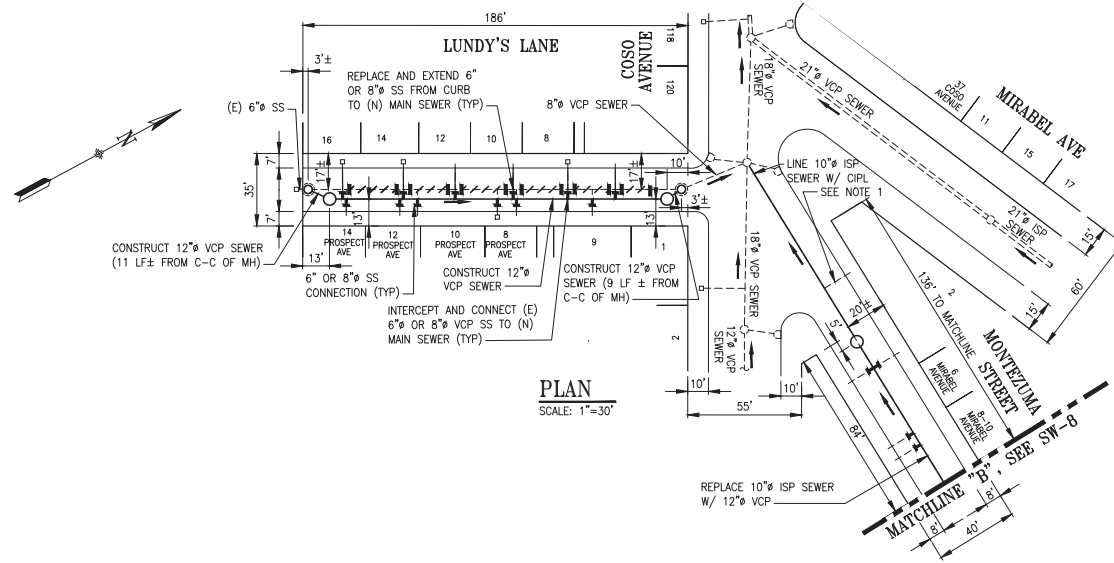 186'
LUNDY'S LANE
COSO
AVENUE
118
120
3'±
REPLACE AND EXTEND 6"
OR 8"ø SS FROM CURB
TO (N) MAIN SEWER (TYP)
(E) 6"ø SS
8"ø VCP SEWER
18"ø VCP
SEWER
21"ø VCP SEWER
37
COSO
AVENUE
11
15
17
MIRABEL AVE
N
16
14
12
10
8
7'
35'
7'
17'±
17'±
10'
3'±
13'
13'
LINE 10"ø ISP
SEWER W/ CIPL
SEE NOTE 1
21"ø ISP
SEWER
15'
60'
15'
14
PROSPECT
AVE
12
PROSPECT
AVE
10
PROSPECT
AVE
8
PROSPECT
AVE
9
1
2
CONSTRUCT 12"ø VCP SEWER
(11 LF± FROM C-C OF MH)
13'
6" OR 8"ø SS
CONNECTION (TYP)
CONSTRUCT 12"ø
VCP SEWER
CONSTRUCT 12"ø VCP
SEWER (9 LF ± FROM
C-C OF MH)
INTERCEPT AND CONNECT (E)
6"ø OR 8"ø VCP SS TO (N)
MAIN SEWER (TYP)
18"ø VCP SEWER
12"ø VCP
SEWER
136' TO MATCHLINE
2
20'±
5'
6
MIRABEL
AVENUE
8-10
MIRABEL
AVENUE
MONTEZUMA
STREET
PLAN
SCALE: 1"=30'
10'
10'
55'
84'
REPLACE 10"ø ISP SEWER
W/ 12"ø VCP
MATCHLINE "B", SEE SW-8
8'
8'
40'